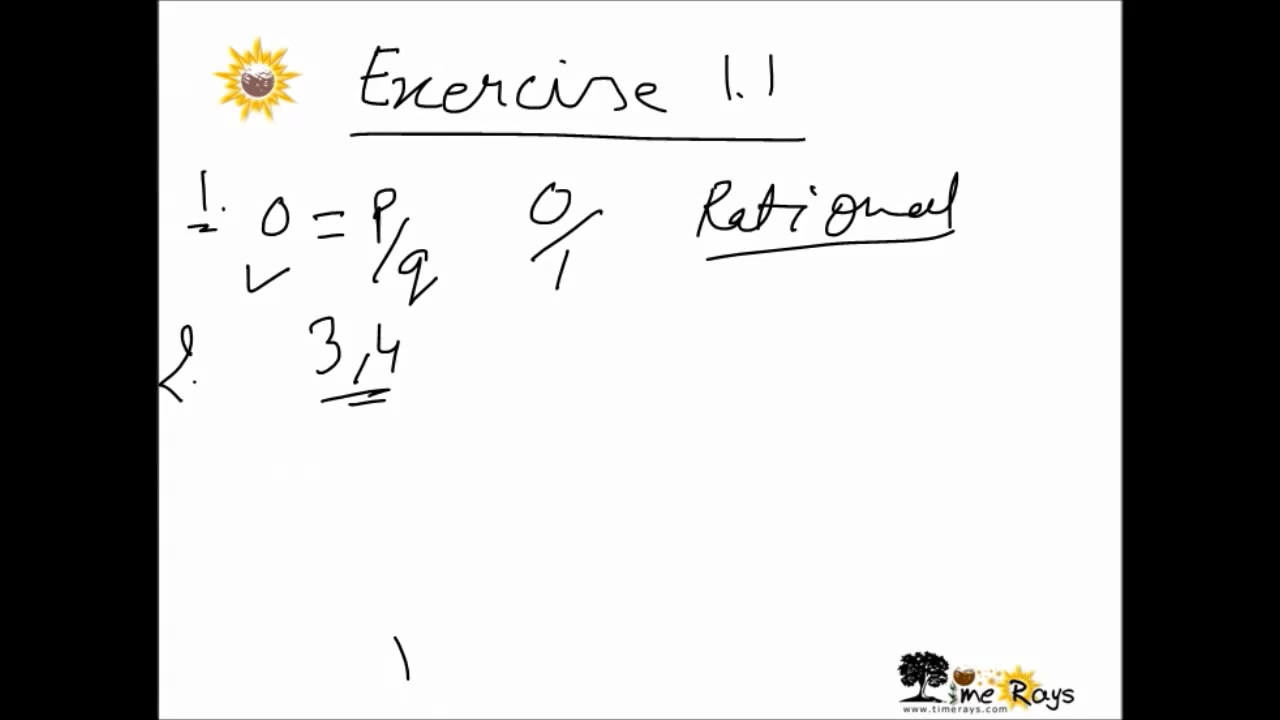 Exercise 1.1
1. 0 = P/q 0/1 Rational
2. 3,4
Time Rays
www.timerays.com